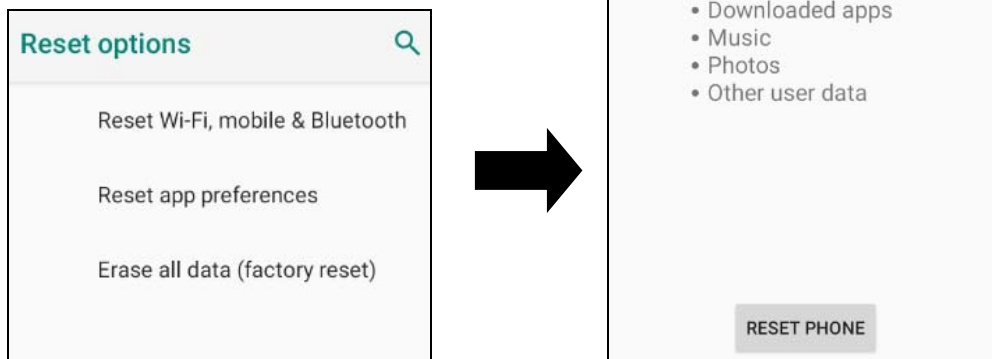 Reset options
Reset Wi-Fi, mobile & Bluetooth
Reset app preferences
Erase all data (factory reset)
• Downloaded apps
• Music
• Photos
• Other user data
RESET PHONE